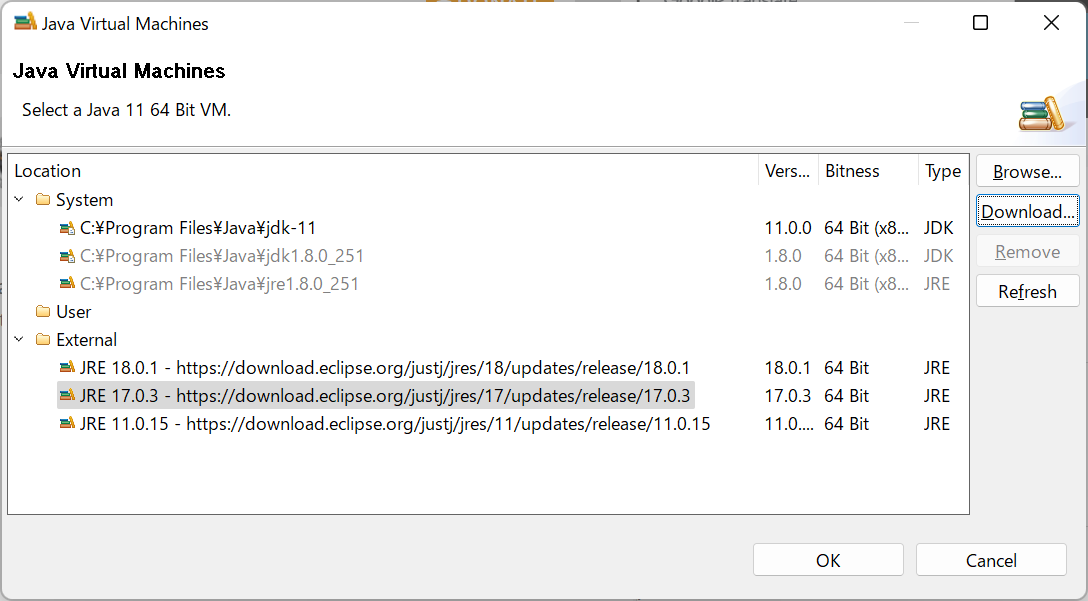 Java Virtual Machines
Java Virtual Machines
Select a Java 11 64 Bit VM.
Location Vers... Bitness Type
System
C:¥Program Files¥Java¥jdk-11 11.0.0 64 Bit (x8... JDK
C:¥Program Files¥Java¥jdk1.8.0_251 1.8.0 64 Bit (x8... JDK
C:¥Program Files¥Java¥jre1.8.0_251 1.8.0 64 Bit (x8... JRE
User
External
JRE 18.0.1 - https://download.eclipse.org/justj/jres/18/updates/release/18.0.1 18.0.1 64 Bit JRE
JRE 17.0.3 - https://download.eclipse.org/justj/jres/17/updates/release/17.0.3 17.0.3 64 Bit JRE
JRE 11.0.15 - https://download.eclipse.org/justj/jres/11/updates/release/11.0.15 11.0.... 64 Bit JRE
Browse...
Download...
Remove
Refresh
OK Cancel